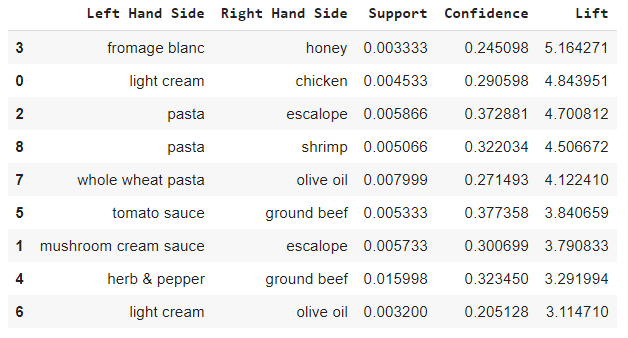 Left Hand Side Right Hand Side Support Confidence Lift
3 fromage blanc honey 0.003333 0.245098 5.164271
0 light cream chicken 0.004533 0.290598 4.843951
2 pasta escalope 0.005866 0.372881 4.700812
8 pasta shrimp 0.005066 0.322034 4.506672
7 whole wheat pasta olive oil 0.007999 0.271493 4.122410
5 tomato sauce ground beef 0.005333 0.377358 3.840659
1 mushroom cream sauce escalope 0.005733 0.300699 3.790833
4 herb & pepper ground beef 0.015998 0.323450 3.291994
6 light cream olive oil 0.003200 0.205128 3.114710